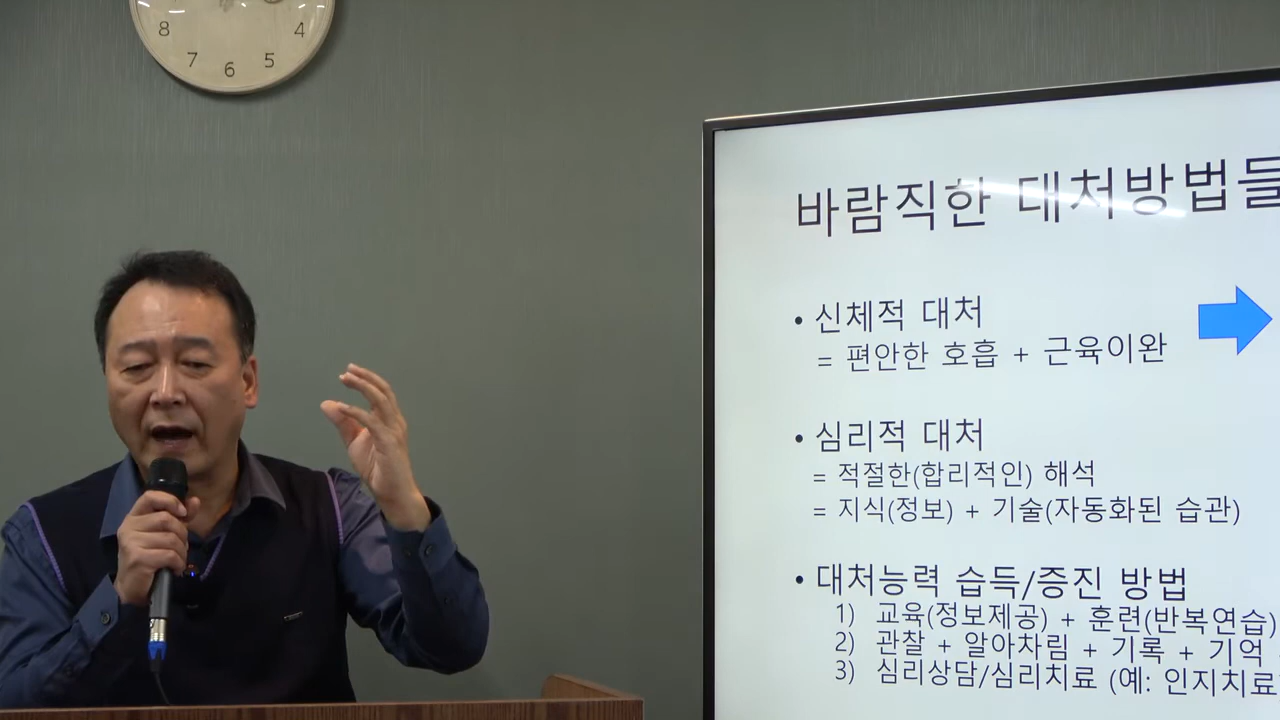 8 4
7 5
6
바람직한 대처방법들
• 신체적 대처
= 편안한 호흡 + 근육이완
• 심리적 대처
= 적절한(합리적인) 해석
= 지식(정보) + 기술(자동화된 습관)
• 대처능력 습득/증진 방법
1) 교육(정보제공) + 훈련(반복연습)
2) 관찰 + 알아차림 + 기록 + 기억
3) 심리상담/심리치료 (예: 인지치료